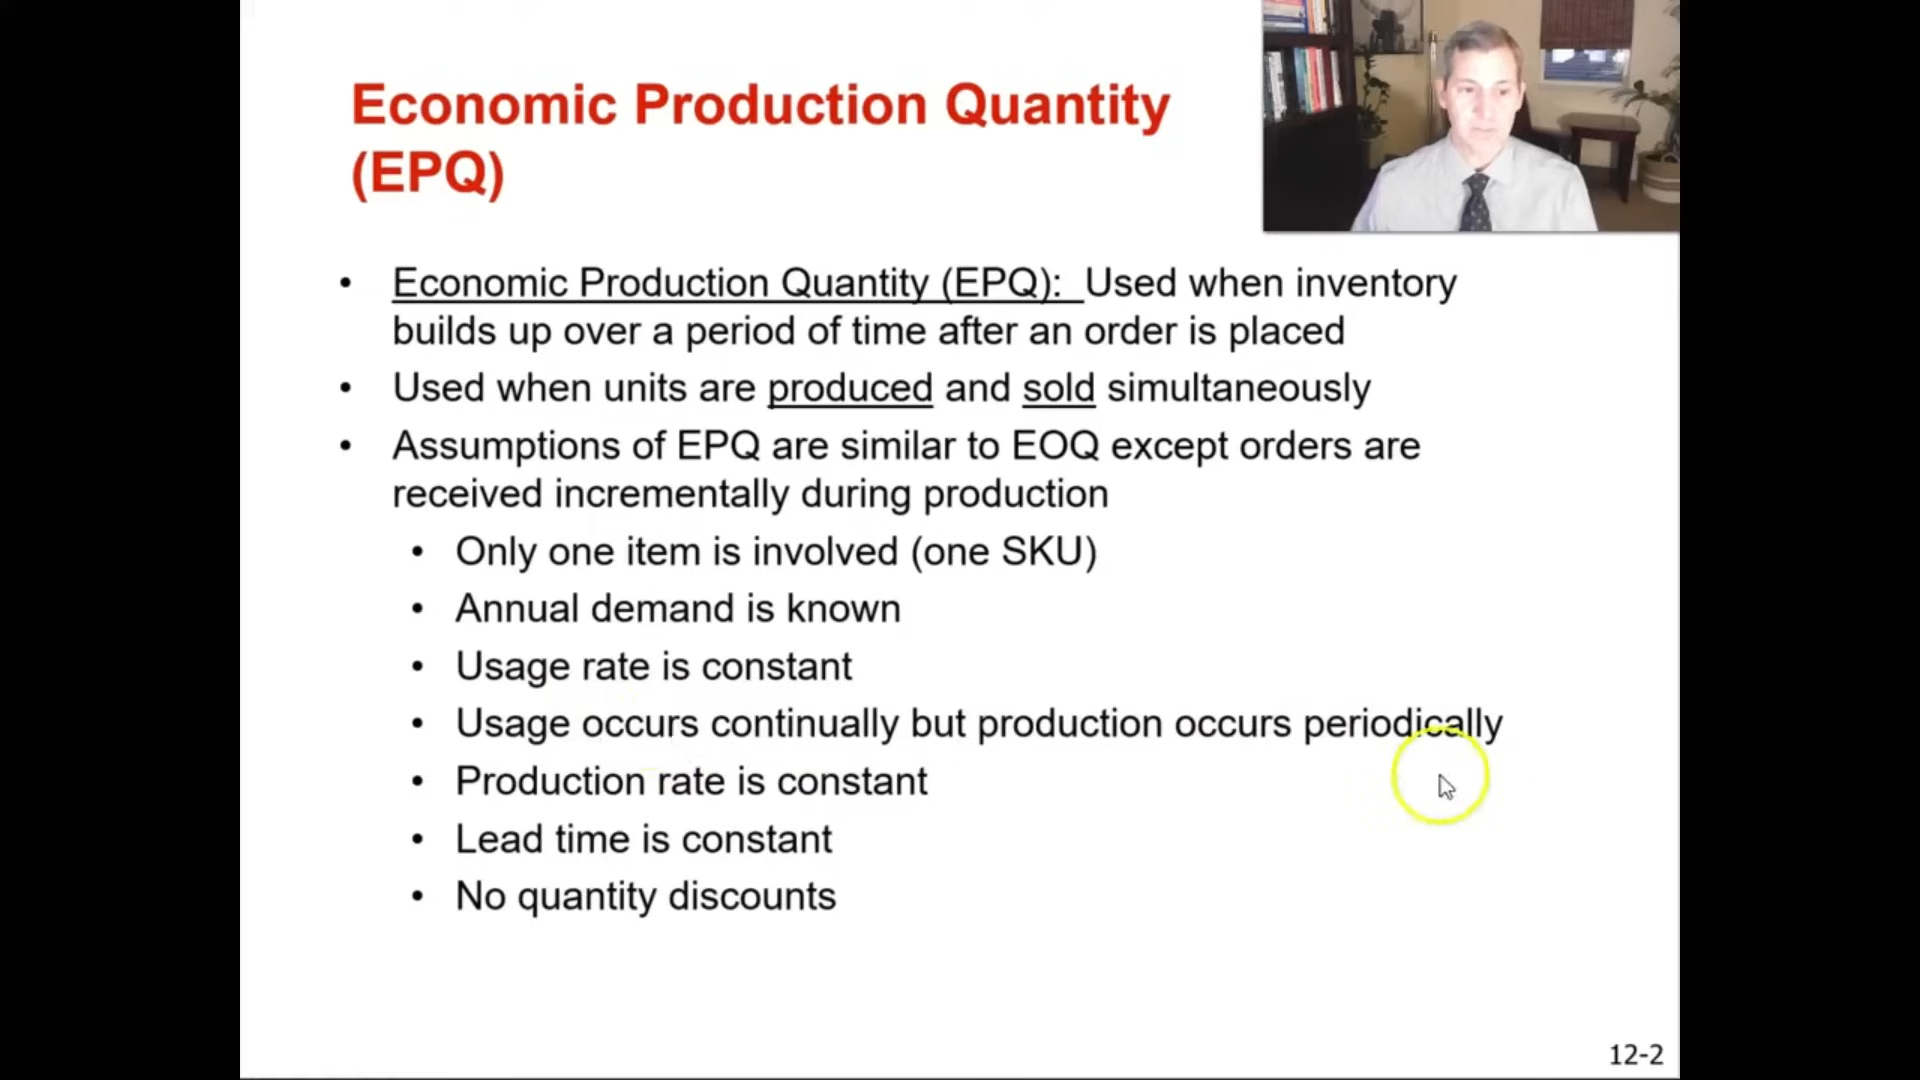 Economic Production Quantity
(EPQ)
• Economic Production Quantity (EPQ): Used when inventory
builds up over a period of time after an order is placed
• Used when units are produced and sold simultaneously
• Assumptions of EPQ are similar to EOQ except orders are
received incrementally during production
• Only one item is involved (one SKU)
• Annual demand is known
• Usage rate is constant
• Usage occurs continually but production occurs periodically
• Production rate is constant
• Lead time is constant
• No quantity discounts
12-2